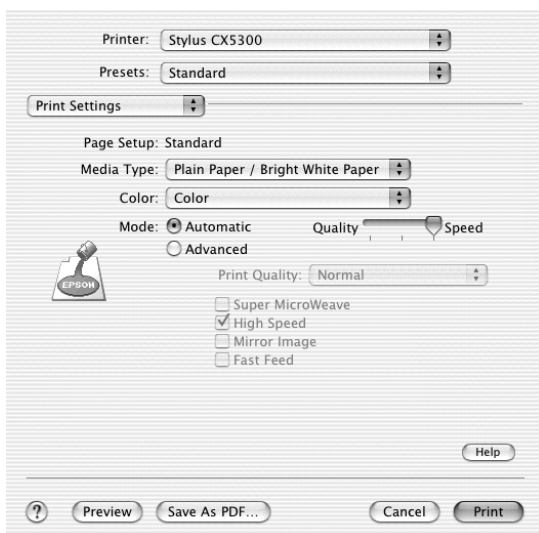 Printer: Stylus CX5300
Presets: Standard
Print Settings
Page Setup: Standard
Media Type: Plain Paper / Bright White Paper
Color: Color
Mode: Automatic Quality Speed
Advanced
EPSON
Print Quality: Normal
Super MicroWeave
High Speed
Mirror Image
Fast Feed
Help
? Preview Save As PDF... Cancel Print